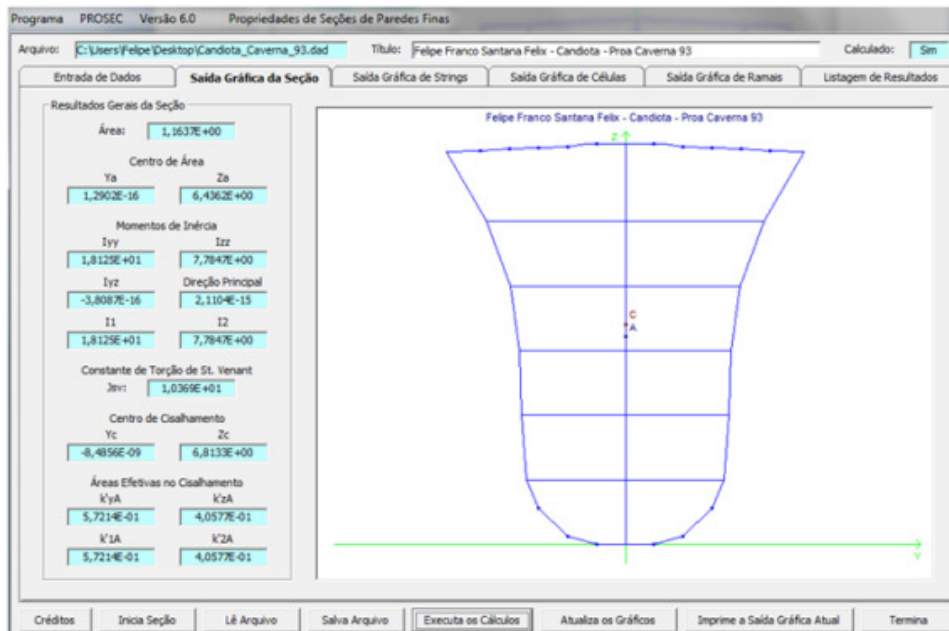 Programa PROSEC Versão 6.0 Propriedades de Seções de Paredes Finas
Arquivo: C:\Users\Felipe\Desktop\Candiota_Caverna_93.dad Título: Felipe Franco Santana Felix - Candiota - Proa Caverna 93 Calculado: Sim
Entrada de Dados Saída Gráfica da Seção Saída Gráfica de Strings Saída Gráfica de Células Saída Gráfica de Ramais Listagem de Resultados
Resultados Gerais da Seção
Área: 1,1637E+00
Centro de Área
Ya Za
1,2902E-16 6,4362E+00
Momentos de Inércia
Iyy Izz
1,8125E+01 7,7847E+00
Iyz Direção Principal
-3,8087E-16 2,1104E-15
I1 I2
1,8125E+01 7,7847E+00
Constante de Torção de St. Venant
Jsv: 1,0369E+01
Centro de Cisalhamento
Yc Zc
-8,4856E-09 6,8133E+00
Áreas Efetivas no Cisalhamento
k'yA k'zA
5,7214E-01 4,0577E-01
k'1A k'2A
5,7214E-01 4,0577E-01
Felipe Franco Santana Felix - Candiota - Proa Caverna 93
Z
C
A
Y
Créditos Inicia Seção Lê Arquivo Salva Arquivo Executa os Cálculos Atualiza os Gráficos Imprime a Saída Gráfica Atual Termina